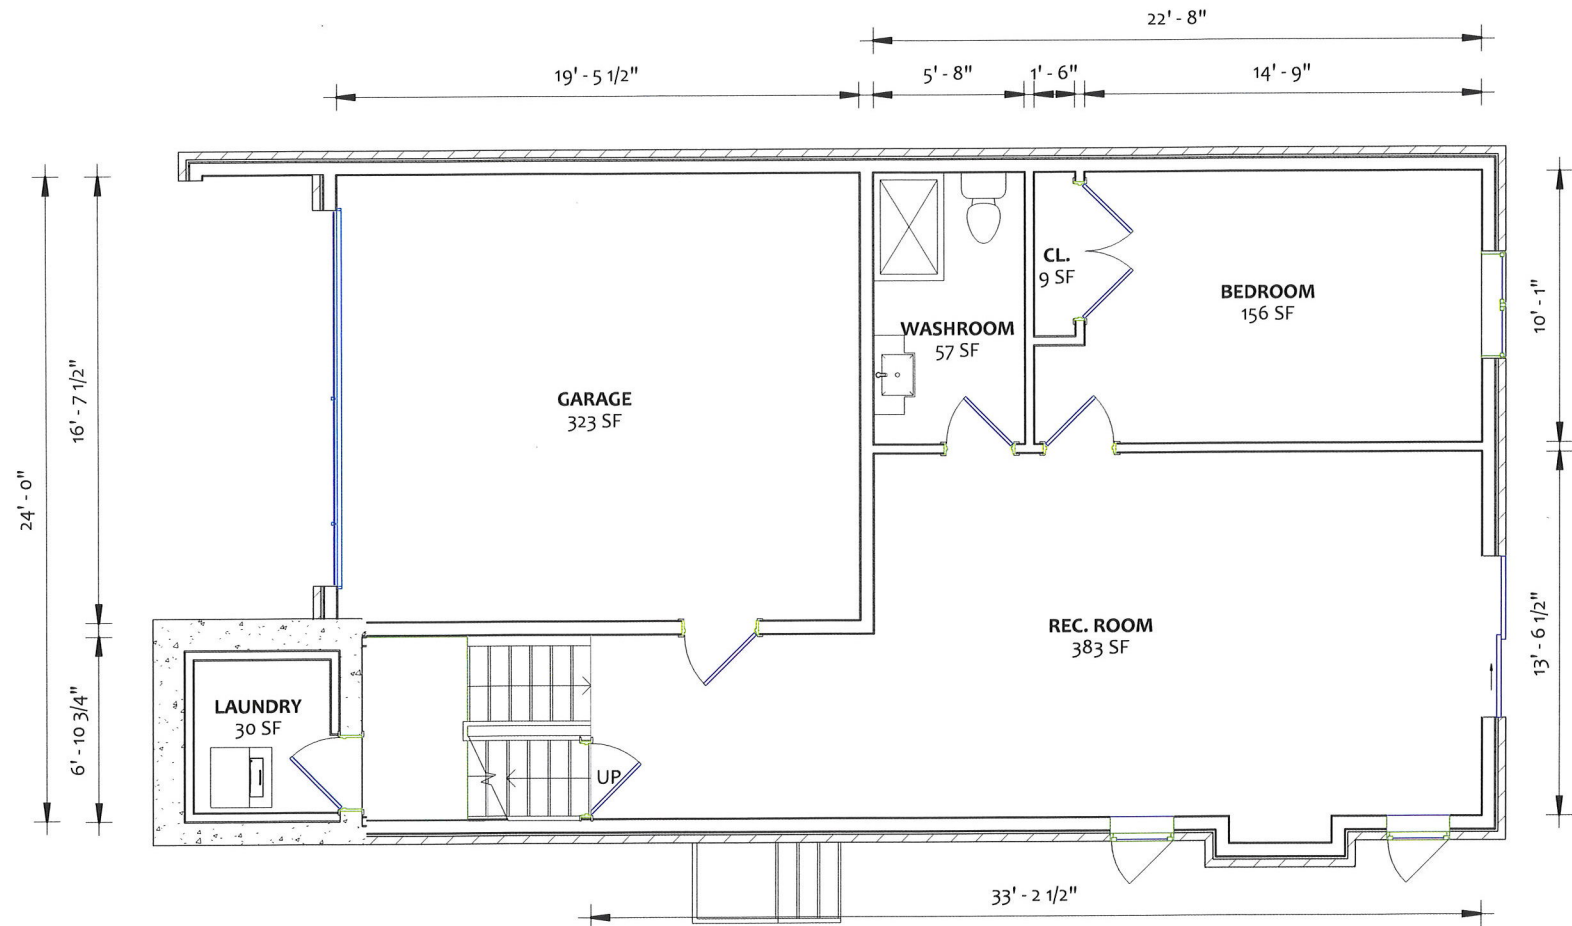 22' - 8"
19' - 5 1/2"
5' - 8"
1' - 6"
14' - 9"
CL.
9 SF
BEDROOM
156 SF
10' - 1"
WASHROOM
57 SF
GARAGE
323 SF
16' - 7 1/2"
24' - 0"
REC. ROOM
383 SF
13' - 6 1/2"
LAUNDRY
30 SF
6' - 10 3/4"
UP
33' - 2 1/2"